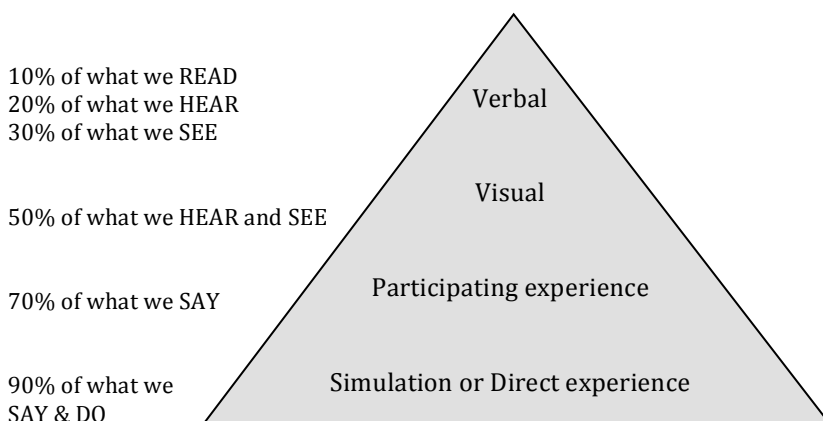 10% of what we READ
20% of what we HEAR
30% of what we SEE
Verbal
Visual
50% of what we HEAR and SEE
Participating experience
70% of what we SAY
Simulation or Direct experience
90% of what we
SAY & DO